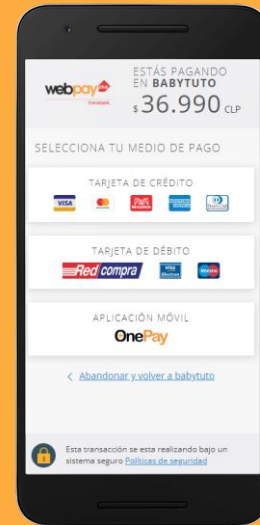 webpay plus
transbank.
ESTÁS PAGANDO
EN BABYTUTO
$ 36.990 CLP
SELECCIONA TU MEDIO DE PAGO
TARJETA DE CRÉDITO
VISA
TARJETA DE DÉBITO
Redcompra
APLICACIÓN MÓVIL
OnePay
< Abandonar y volver a babytuto
Esta transacción se esta realizando bajo un
sistema seguro Políticas de seguridad